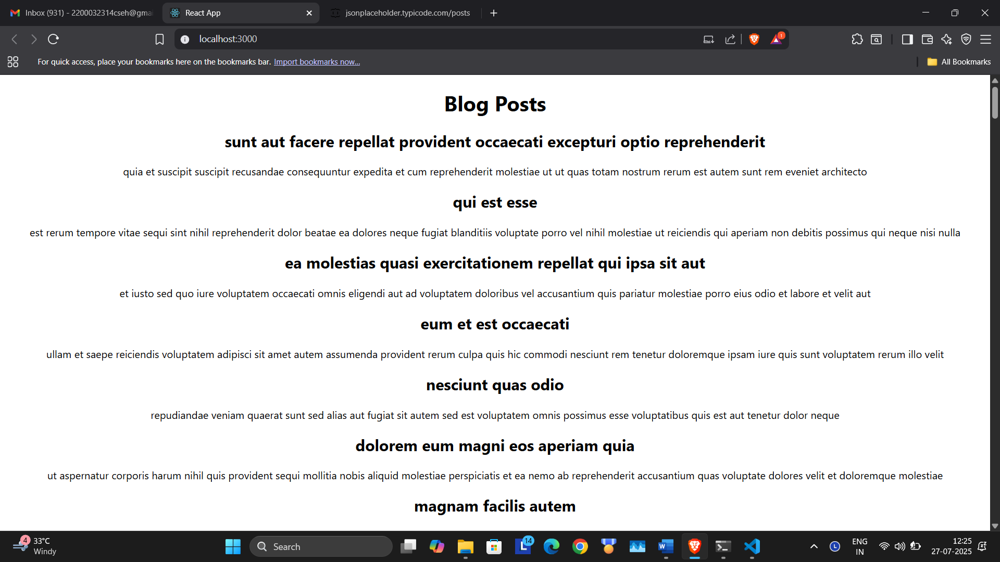 Inbox (931) - 2200032314cseh@gmai
React App
jsonplaceholder.typicode.com/posts
localhost:3000
1
For quick access, place your bookmarks here on the bookmarks bar. Import bookmarks now...
All Bookmarks
Blog Posts
sunt aut facere repellat provident occaecati excepturi optio reprehenderit
quia et suscipit suscipit recusandae consequuntur expedita et cum reprehenderit molestiae ut ut quas totam nostrum rerum est autem sunt rem eveniet architecto
qui est esse
est rerum tempore vitae sequi sint nihil reprehenderit dolor beatae ea dolores neque fugiat blanditiis voluptate porro vel nihil molestiae ut reiciendis qui aperiam non debitis possimus qui neque nisi nulla
ea molestias quasi exercitationem repellat qui ipsa sit aut
et iusto sed quo iure voluptatem occaecati omnis eligendi aut ad voluptatem doloribus vel accusantium quis pariatur molestiae porro eius odio et labore et velit aut
eum et est occaecati
ullam et saepe reiciendis voluptatem adipisci sit amet autem assumenda provident rerum culpa quis hic commodi nesciunt rem tenetur doloremque ipsam iure quis sunt voluptatem rerum illo velit
nesciunt quas odio
repudiandae veniam quaerat sunt sed alias aut fugiat sit autem sed est voluptatem omnis possimus esse voluptatibus quis est aut tenetur dolor neque
dolorem eum magni eos aperiam quia
ut aspernatur corporis harum nihil quis provident sequi mollitia nobis aliquid molestiae perspiciatis et ea nemo ab reprehenderit accusantium quas voluptate dolores velit et doloremque molestiae
magnam facilis autem
4
33°C
Windy
Search
L
14
W
L
ENG
IN
12:25
27-07-2025